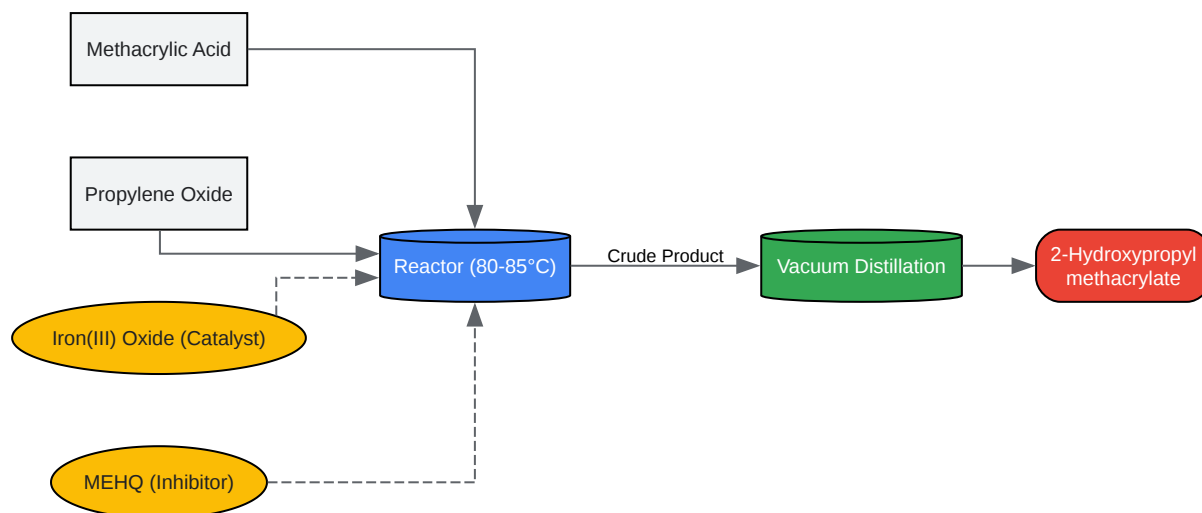 Methacrylic Acid
Propylene Oxide
Reactor (80-85°C)
Crude Product
Vacuum Distillation
2-Hydroxypropyl
methacrylate
Iron(III) Oxide (Catalyst)
MEHQ (Inhibitor)